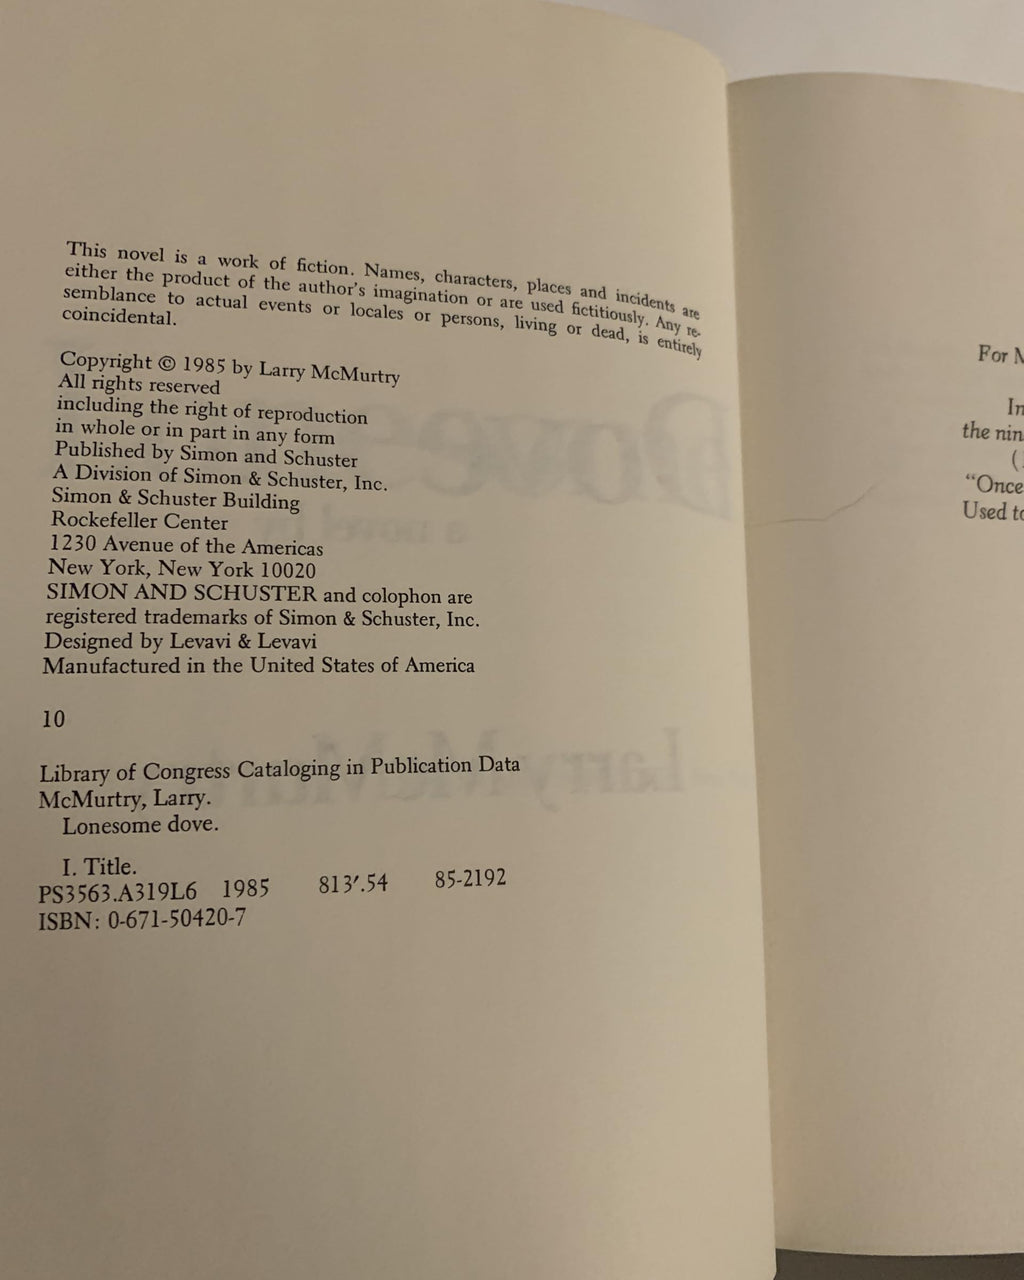 This novel is a work of fiction. Names, characters, places and incidents are
either the product of the author's imagination or are used fictitiously. Any re-
semblance to actual events or locales or persons, living or dead, is entirely
coincidental.
Copyright © 1985 by Larry McMurtry
All rights reserved
including the right of reproduction
in whole or in part in any form
Published by Simon and Schuster
A Division of Simon & Schuster, Inc.
Simon & Schuster Building
Rockefeller Center
1230 Avenue of the Americas
New York, New York 10020
SIMON AND SCHUSTER and colophon are
registered trademarks of Simon & Schuster, Inc.
Designed by Levavi & Levavi
Manufactured in the United States of America
10
Library of Congress Cataloging in Publication Data
McMurtry, Larry.
Lonesome dove.
I. Title.
PS3563.A319L6 1985 813′.54 85-2192
ISBN: 0-671-50420-7
For
the
"Once
Used